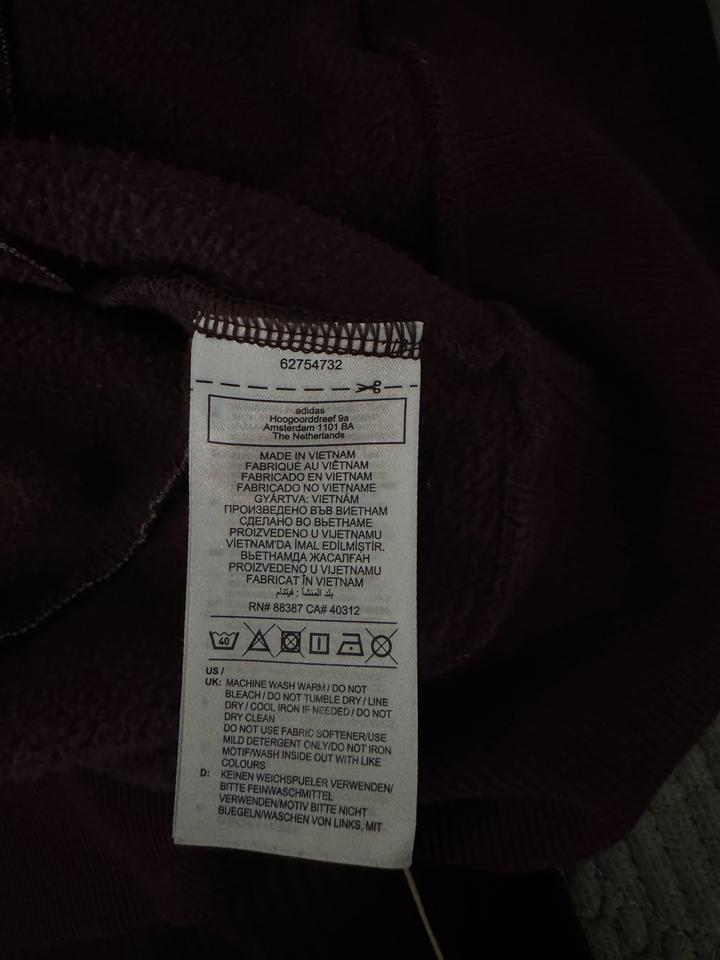 62754732
adidas
Hoogoorddreef 9a
Amsterdam 1101 BA
The Netherlands
MADE IN VIETNAM
FABRIQUÉ AU VIÊTNAM
FABRICADO EN VIETNAM
FABRICADO NO VIETNAME
GYÁRTVA: VIETNÁM
ПРОИЗВЕДЕНО ВЪВ ВИЕТНАМ
СДЕЛАНО ВО ВЬЕТНАМЕ
PROIZVEDENO U VIJETNAMU
VİETNAM'DA İMAL EDİLMİŞTİR.
ВЬЕТНАМДА ЖАСАЛҒАН
PROIZVEDENO U VIJETNAMU
FABRICAT ÎN VIETNAM
بلد المنشأ : فيتنام
RN# 88387 CA# 40312
40
US /
UK: MACHINE WASH WARM / DO NOT
BLEACH / DO NOT TUMBLE DRY / LINE
DRY / COOL IRON IF NEEDED / DO NOT
DRY CLEAN
DO NOT USE FABRIC SOFTENER/USE
MILD DETERGENT ONLY/DO NOT IRON
MOTIF/WASH INSIDE OUT WITH LIKE
COLOURS
D: KEINEN WEICHSPUELER VERWENDEN/
BITTE FEINWASCHMITTEL
VERWENDEN/MOTIV BITTE NICHT
BUEGELN/WASCHEN VON LINKS, MIT